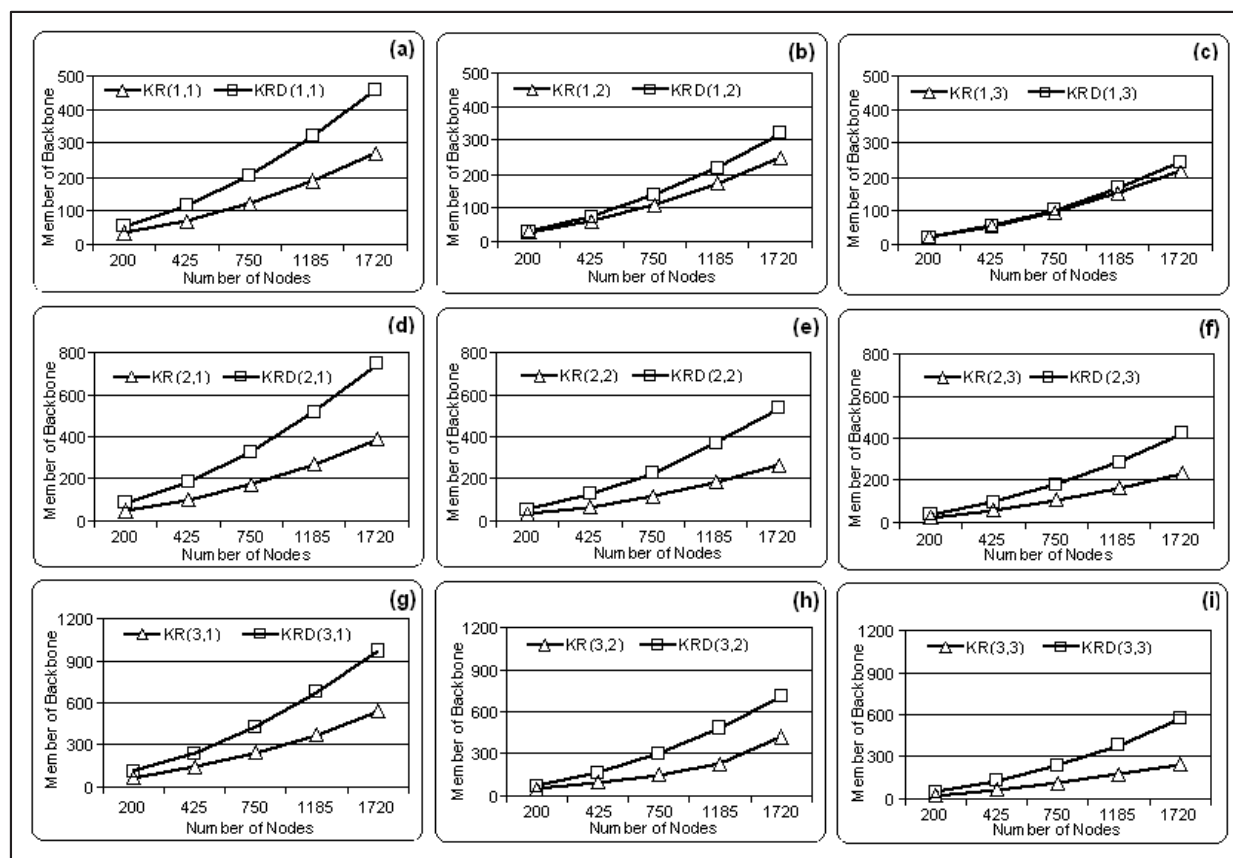 (a)
KR(1,1) KRD(1,1)
Member of Backbone
500
400
300
200
100
0
200 425 750 1185 1720
Number of Nodes
(b)
KR(1,2) KRD(1,2)
Member of Backbone
500
400
300
200
100
0
200 425 750 1185 1720
Number of Nodes
(c)
KR(1,3) KRD(1,3)
Member of Backbone
500
400
300
200
100
0
200 425 750 1185 1720
Number of Nodes
(d)
KR(2,1) KRD(2,1)
Member of Backbone
800
600
400
200
0
200 425 750 1185 1720
Number of Nodes
(e)
KR(2,2) KRD(2,2)
Member of Backbone
800
600
400
200
0
200 425 750 1185 1720
Number of Nodes
(f)
KR(2,3) KRD(2,3)
Member of Backbone
800
600
400
200
0
200 425 750 1185 1720
Number of Nodes
(g)
KR(3,1) KRD(3,1)
Member of Backbone
1200
900
600
300
0
200 425 750 1185 1720
Number of Nodes
(h)
KR(3,2) KRD(3,2)
Member of Backbone
1200
900
600
300
0
200 425 750 1185 1720
Number of Nodes
(i)
KR(3,3) KRD(3,3)
Member of Backbone
1200
900
600
300
0
200 425 750 1185 1720
Number of Nodes